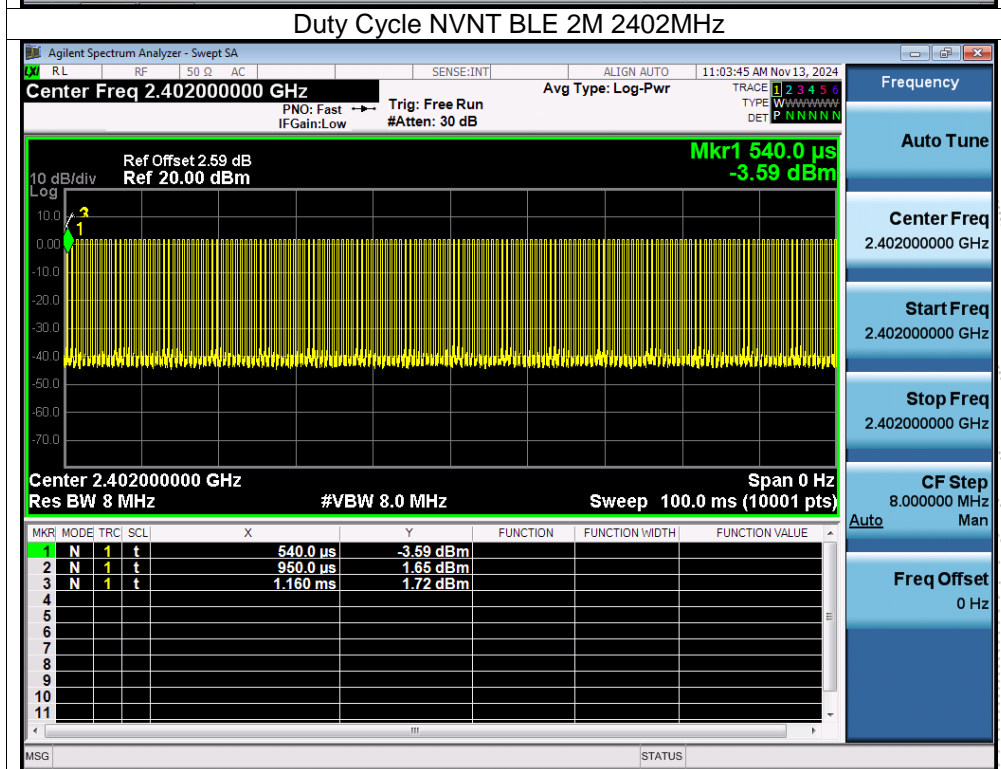 Duty Cycle NVNT BLE 2M 2402MHz
Agilent Spectrum Analyzer - Swept SA
LXI RL RF 50 Ω AC SENSE:INT ALIGN AUTO 11:03:45 AM Nov 13, 2024
Center Freq 2.402000000 GHz
PNO: Fast
IFGain:Low
Trig: Free Run
#Atten: 30 dB
Avg Type: Log-Pwr
TRACE 1 2 3 4 5 6
TYPE WWWWWWW
DET P N N N N N
Frequency
Auto Tune
Center Freq
2.402000000 GHz
Start Freq
2.402000000 GHz
Stop Freq
2.402000000 GHz
CF Step
8.000000 MHz
Auto Man
Freq Offset
0 Hz
Mkr1 540.0 µs
-3.59 dBm
Ref Offset 2.59 dB
10 dB/div Ref 20.00 dBm
Log
10.0
0.00
-10.0
-20.0
-30.0
-40.0
-50.0
-60.0
-70.0
3
1
Center 2.402000000 GHz Span 0 Hz
Res BW 8 MHz #VBW 8.0 MHz Sweep 100.0 ms (10001 pts)
MKR MODE TRC SCL X Y FUNCTION FUNCTION WIDTH FUNCTION VALUE
1 N 1 t 540.0 µs -3.59 dBm
2 N 1 t 950.0 µs 1.65 dBm
3 N 1 t 1.160 ms 1.72 dBm
4
5
6
7
8
9
10
11
MSG STATUS